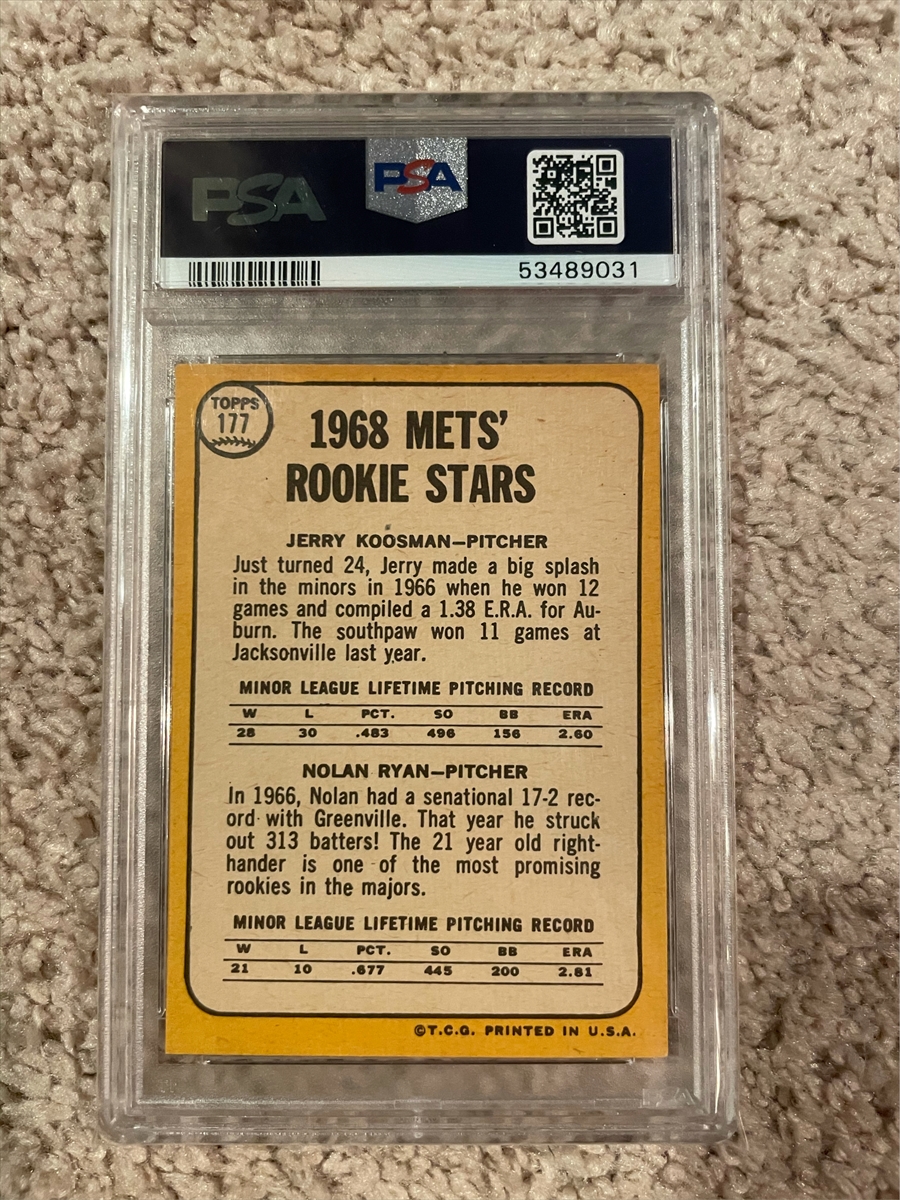 PSA PSA
53489031
TOPPS
177
1968 METS'
ROOKIE STARS
JERRY KOOSMAN—PITCHER
Just turned 24, Jerry made a big splash
in the minors in 1966 when he won 12
games and compiled a 1.38 E.R.A. for Au-
burn. The southpaw won 11 games at
Jacksonville last year.
MINOR LEAGUE LIFETIME PITCHING RECORD
W L PCT. SO BB ERA
28 30 .483 496 156 2.60
NOLAN RYAN—PITCHER
In 1966, Nolan had a senational 17-2 rec-
ord with Greenville. That year he struck
out 313 batters! The 21 year old right-
hander is one of the most promising
rookies in the majors.
MINOR LEAGUE LIFETIME PITCHING RECORD
W L PCT. SO BB ERA
21 10 .677 445 200 2.81
©T.C.G. PRINTED IN U.S.A.